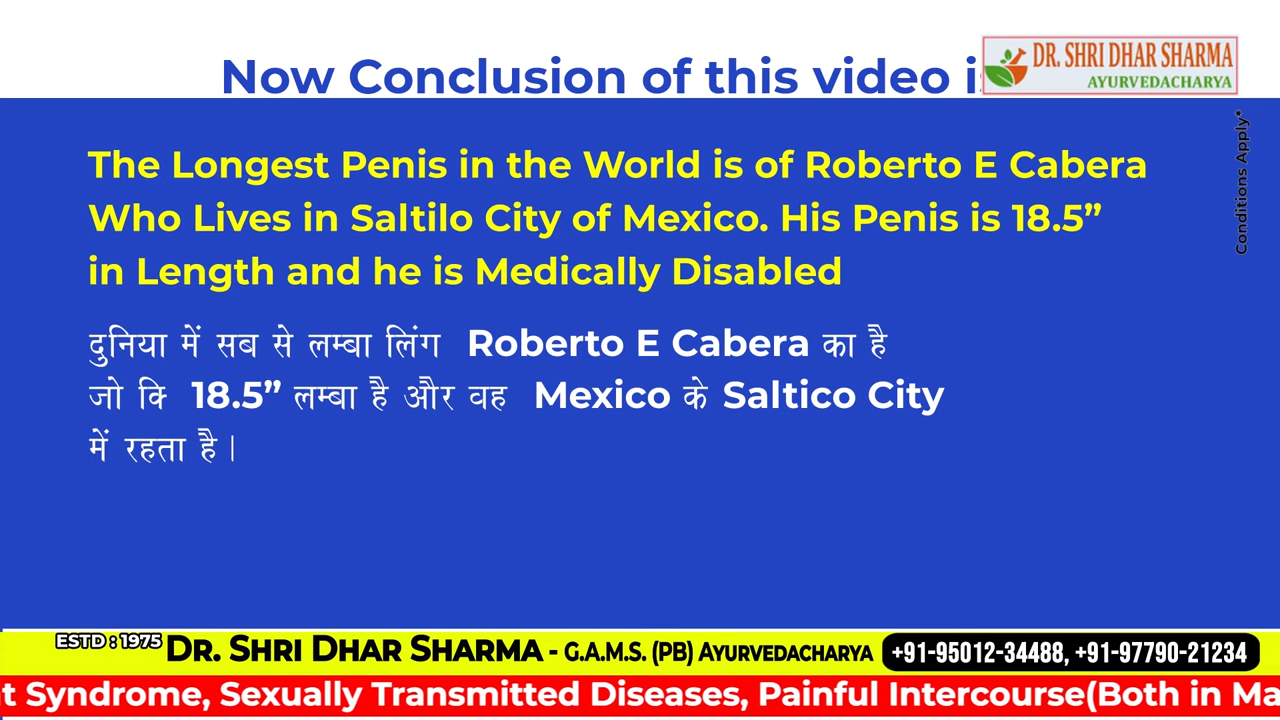 Now Conclusion of this video
DR. SHRI DHAR SHARMA
AYURVEDACHARYA
Conditions Apply*
The Longest Penis in the World is of Roberto E Cabera
Who Lives in Saltilo City of Mexico. His Penis is 18.5”
in Length and he is Medically Disabled
दुनिया में सब से लम्बा लिंग Roberto E Cabera का है
जो कि 18.5” लम्बा है और वह Mexico के Saltico City
में रहता है।
ESTD : 1975 DR. SHRI DHAR SHARMA - G.A.M.S. (PB) AYURVEDACHARYA +91-95012-34488, +91-97790-21234
Syndrome, Sexually Transmitted Diseases, Painful Intercourse(Both in